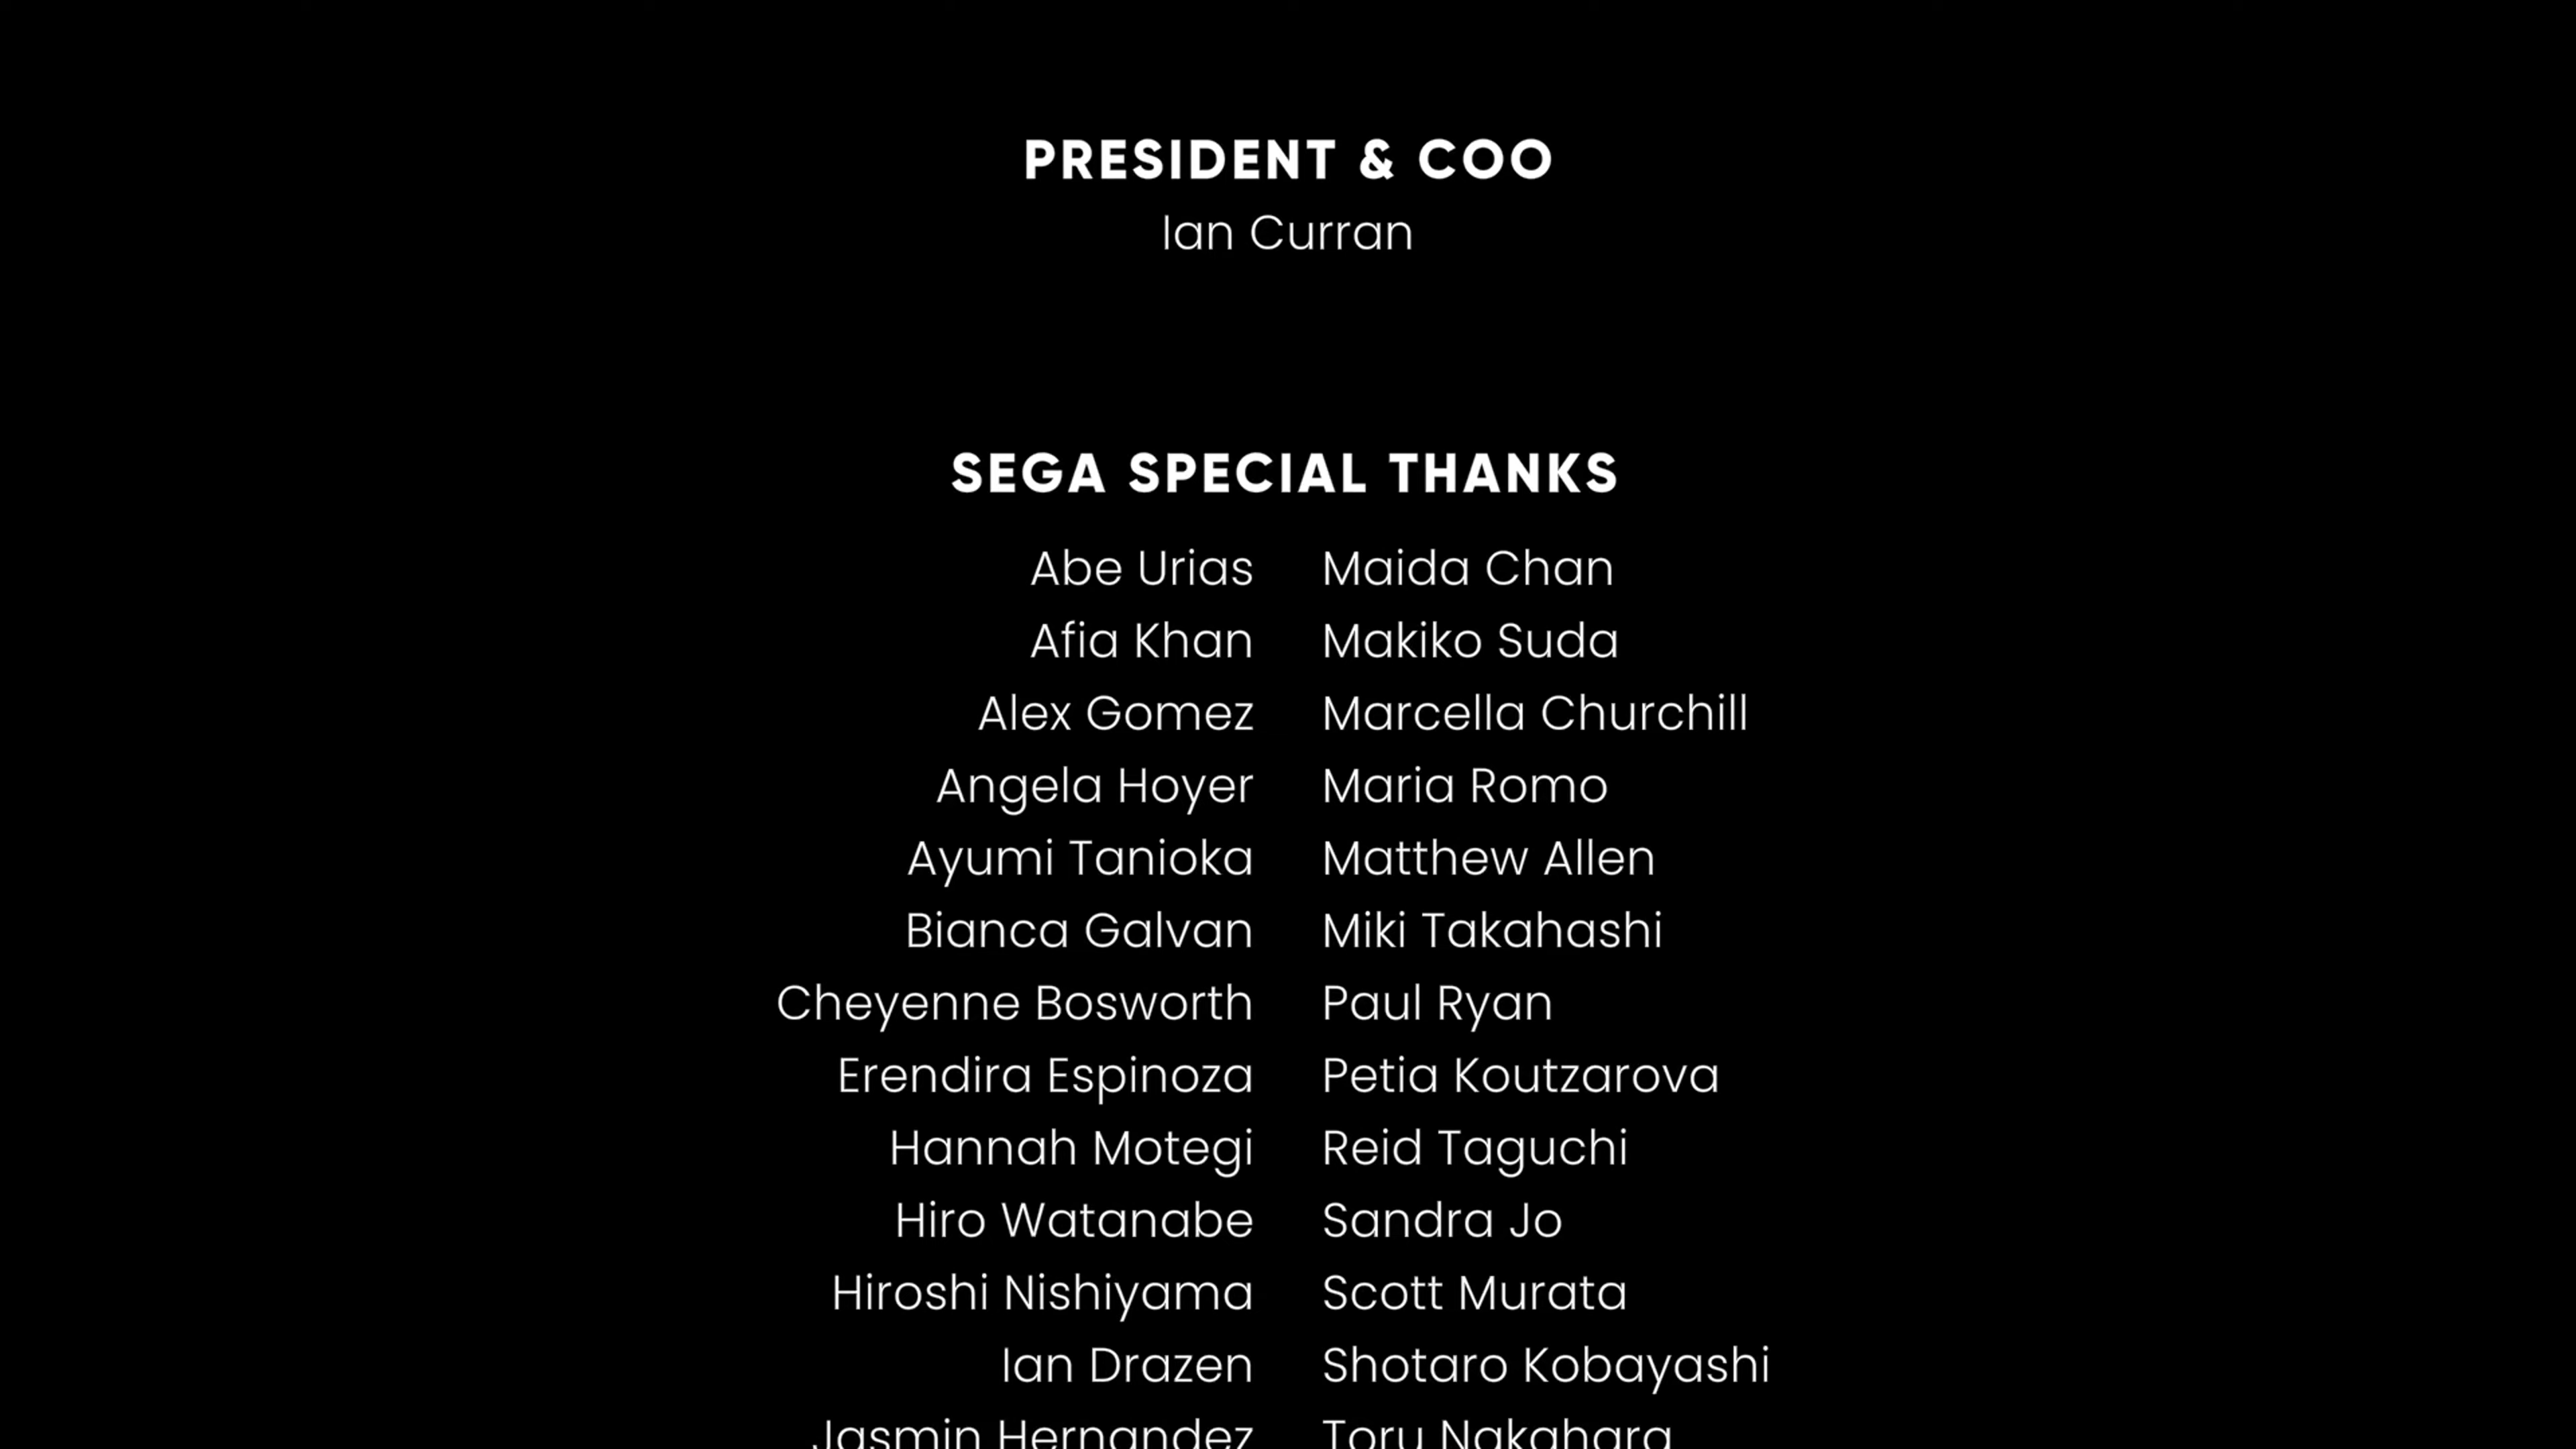 PRESIDENT & COO
Ian Curran
SEGA SPECIAL THANKS
Abe Urias Maida Chan
Afia Khan Makiko Suda
Alex Gomez Marcella Churchill
Angela Hoyer Maria Romo
Ayumi Tanioka Matthew Allen
Bianca Galvan Miki Takahashi
Cheyenne Bosworth Paul Ryan
Erendira Espinoza Petia Koutzarova
Hannah Motegi Reid Taguchi
Hiro Watanabe Sandra Jo
Hiroshi Nishiyama Scott Murata
Ian Drazen Shotaro Kobayashi
Jasmin Hernandez Toru Nakahara